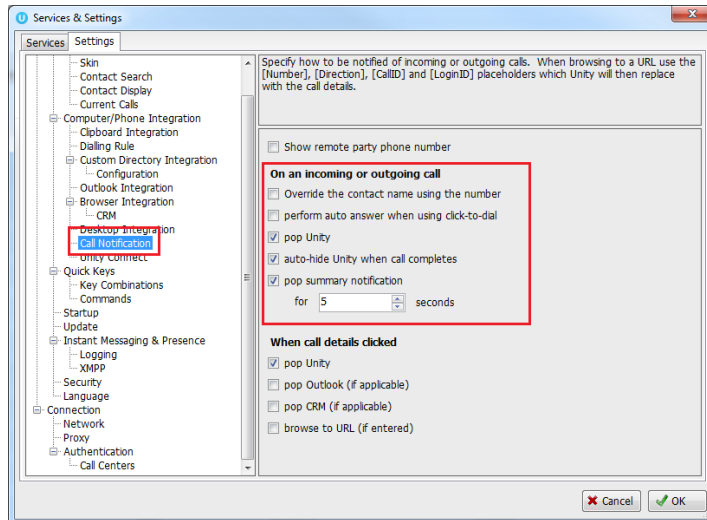 Services & Settings
Services Settings
Skin
Contact Search
Contact Display
Current Calls
Computer/Phone Integration
Clipboard Integration
Dialling Rule
Custom Directory Integration
Configuration
Outlook Integration
Browser Integration
CRM
Desktop Integration
Call Notification
Unity Connect
Quick Keys
Key Combinations
Commands
Startup
Update
Instant Messaging & Presence
Logging
XMPP
Security
Language
Connection
Network
Proxy
Authentication
Call Centers
Specify how to be notified of incoming or outgoing calls. When browsing to a URL use the
[Number], [Direction], [CallID] and [LoginID] placeholders which Unity will then replace
with the call details.
Show remote party phone number
On an incoming or outgoing call
Override the contact name using the number
perform auto answer when using click-to-dial
pop Unity
auto-hide Unity when call completes
pop summary notification
for 5 seconds
When call details clicked
pop Unity
pop Outlook (if applicable)
pop CRM (if applicable)
browse to URL (if entered)
Cancel OK